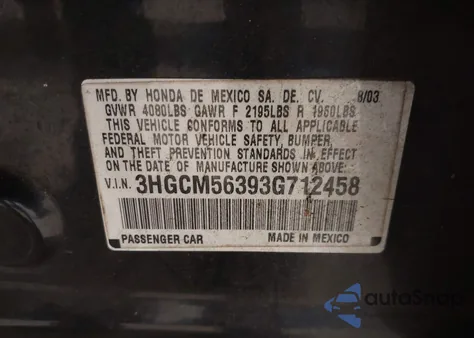 MFD. BY HONDA DE MEXICO SA. DE. CV. 8/03
GVWR 4080LBS GAWR F 2195LBS R 1960LBS
THIS VEHICLE CONFORMS TO ALL APPLICABLE
FEDERAL MOTOR VEHICLE SAFETY, BUMPER,
AND THEFT PREVENTION STANDARDS IN EFFECT
ON THE DATE OF MANUFACTURE SHOWN ABOVE.
V.I.N. 3HGCM56393G712458
PASSENGER CAR MADE IN MEXICO
autoSnap